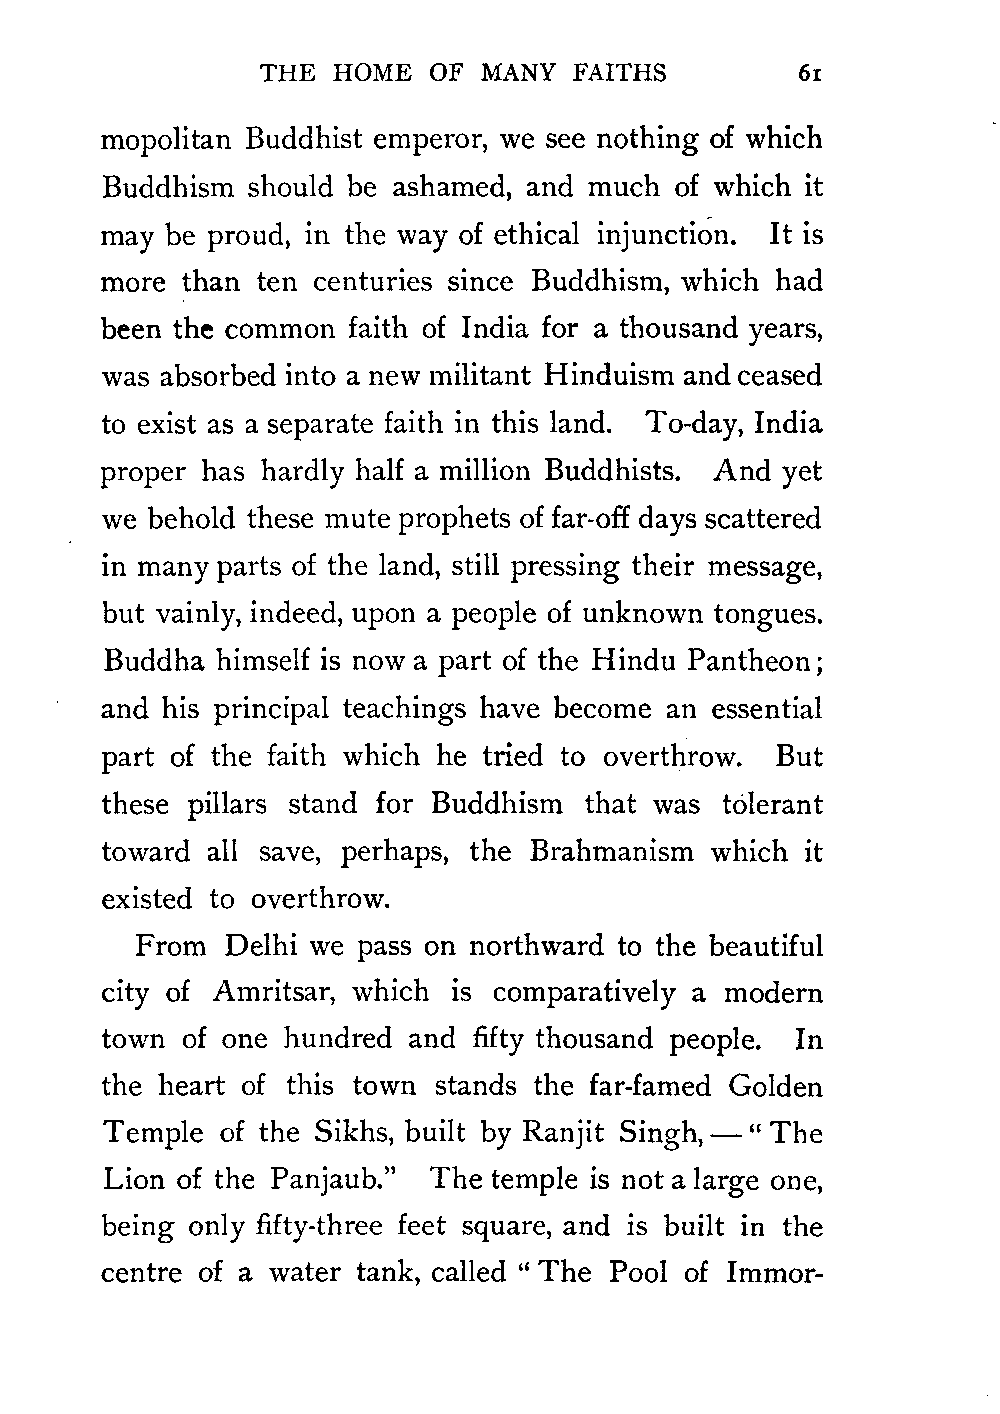 THE HOME OF MANY FAITHS 61
mopolitan Buddhist emperor, we see nothing of which
Buddhism should be ashamed, and much of which it
may be proud, in the way of ethical injunction. It is
more than ten centuries since Buddhism, which had
been the common faith of India for a thousand years,
was absorbed into a new militant Hinduism and ceased
to exist as a separate faith in this land. To-day, India
proper has hardly half a million Buddhists. And yet
we behold these mute prophets of far-off days scattered
in many parts of the land, still pressing their message,
but vainly, indeed, upon a people of unknown tongues.
Buddha himself is now a part of the Hindu Pantheon;
and his principal teachings have become an essential
part of the faith which he tried to overthrow. But
these pillars stand for Buddhism that was tolerant
toward all save, perhaps, the Brahmanism which it
existed to overthrow.
From Delhi we pass on northward to the beautiful
city of Amritsar, which is comparatively a modern
town of one hundred and fifty thousand people. In
the heart of this town stands the far-famed Golden
Temple of the Sikhs, built by Ranjit Singh,— "The
Lion of the Panjaub." The temple is not a large one,
being only fifty-three feet square, and is built in the
centre of a water tank, called "The Pool of Immor-